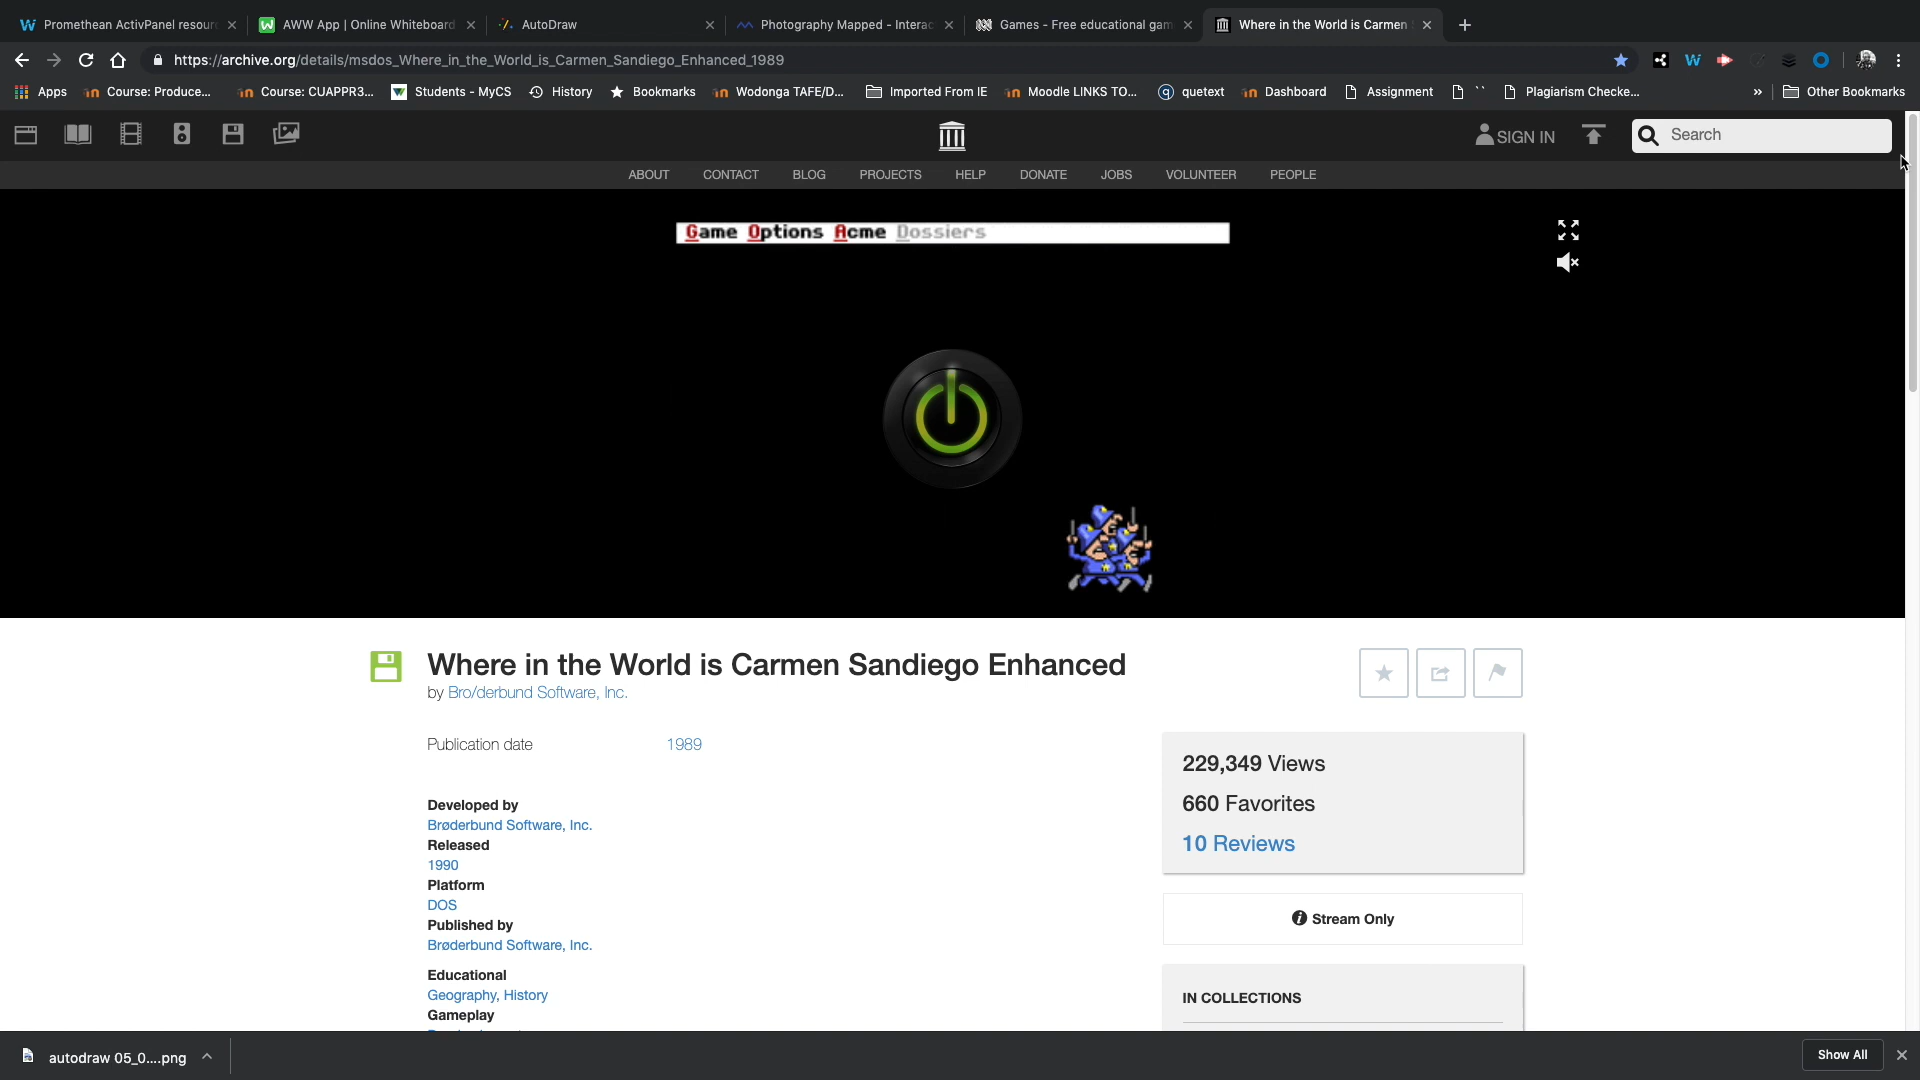 Promethean ActivPanel resour
AWW App | Online Whiteboard
AutoDraw
Photography Mapped - Interac
Games - Free educational gam
Where in the World is Carmen
https://archive.org/details/msdos_Where_in_the_World_is_Carmen_Sandiego_Enhanced_1989
Apps
Course: Produce...
Course: CUAPPR3...
Students - MyCS
History
Bookmarks
Wodonga TAFE/D...
Imported From IE
Moodle LINKS TO...
quetext
Dashboard
Assignment
``
Plagiarism Checke...
»
Other Bookmarks
SIGN IN
Search
ABOUT CONTACT BLOG PROJECTS HELP DONATE JOBS VOLUNTEER PEOPLE
Game Options Acme Dossiers
Where in the World is Carmen Sandiego Enhanced
by Bro/derbund Software, Inc.
Publication date 1989
Developed by
Brøderbund Software, Inc.
Released
1990
Platform
DOS
Published by
Brøderbund Software, Inc.
Educational
Geography, History
Gameplay
229,349 Views
660 Favorites
10 Reviews
Stream Only
IN COLLECTIONS
autodraw 05_0....png
Show All